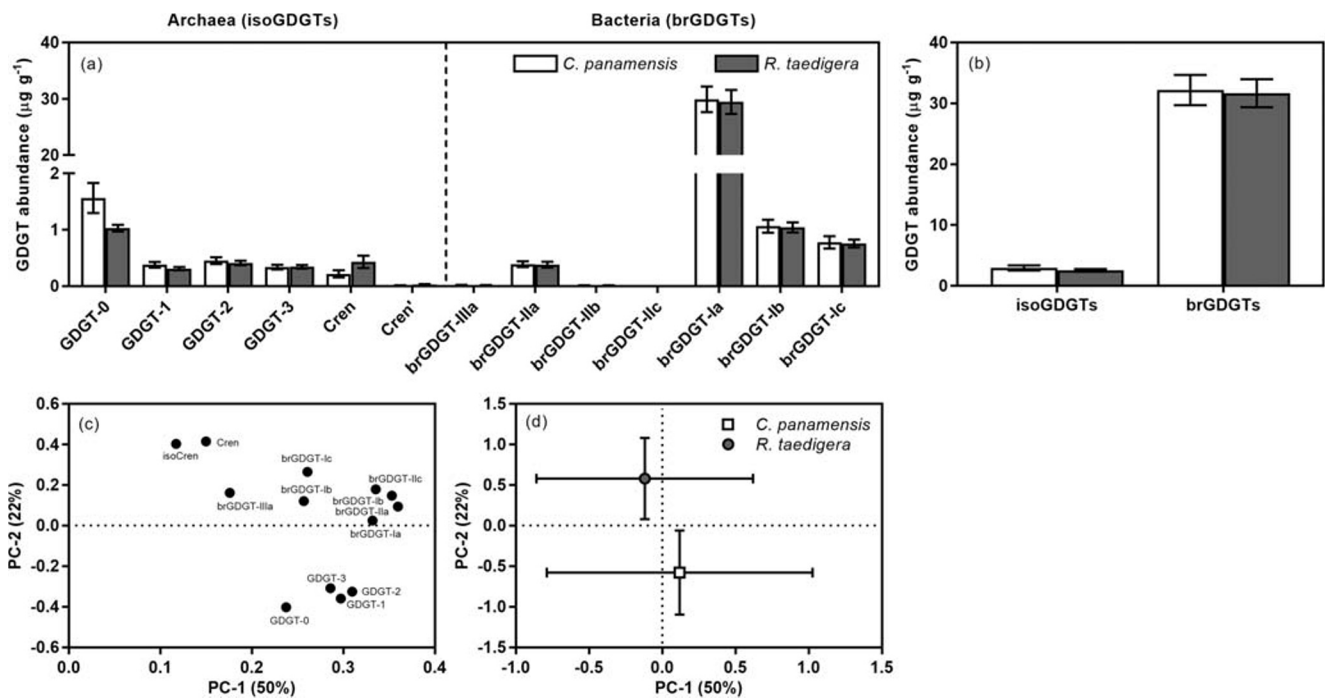 Archaea (isoGDGTs)
Bacteria (brGDGTs)
(a)
C. panamensis
R. taedigera
GDGT abundance (µg g⁻¹)
40
30
20
2
1
0
GDGT-0
GDGT-1
GDGT-2
GDGT-3
Cren
Cren'
brGDGT-IIIa
brGDGT-IIa
brGDGT-IIb
brGDGT-IIc
brGDGT-Ia
brGDGT-Ib
brGDGT-Ic
(b)
GDGT abundance (µg g⁻¹)
40
30
20
10
0
isoGDGTs
brGDGTs
(c)
PC-2 (22%)
0.6
0.4
0.2
0.0
-0.2
-0.4
-0.6
isoCren
Cren
brGDGT-Ic
brGDGT-IIc
brGDGT-Ib
brGDGT-IIIa
brGDGT-Ib
brGDGT-IIa
brGDGT-Ia
GDGT-3
GDGT-2
GDGT-1
GDGT-0
0.0
0.1
0.2
0.3
0.4
PC-1 (50%)
(d)
C. panamensis
R. taedigera
PC-2 (22%)
1.5
1.0
0.5
0.0
-0.5
-1.0
-1.5
-1.0
-0.5
0.0
0.5
1.0
1.5
PC-1 (50%)